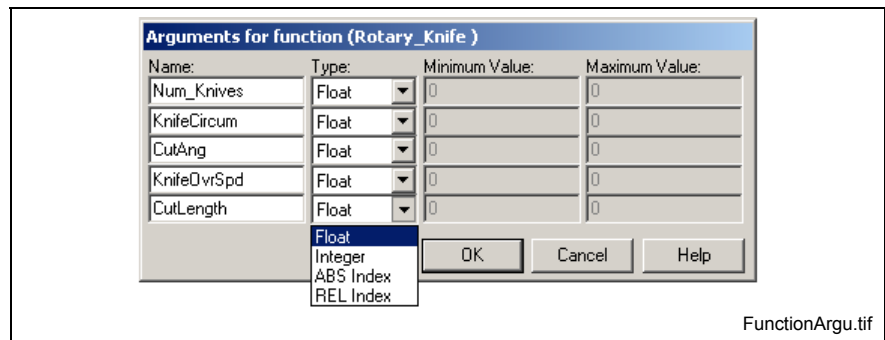 Arguments for function (Rotary_Knife )
Name: Type: Minimum Value: Maximum Value:
Num_Knives Float 0 0
KnifeCircum Float 0 0
CutAng Float 0 0
KnifeOvrSpd Float 0 0
CutLength Float 0 0
Float
Integer
ABS Index
REL Index
OK Cancel Help
FunctionArgu.tif